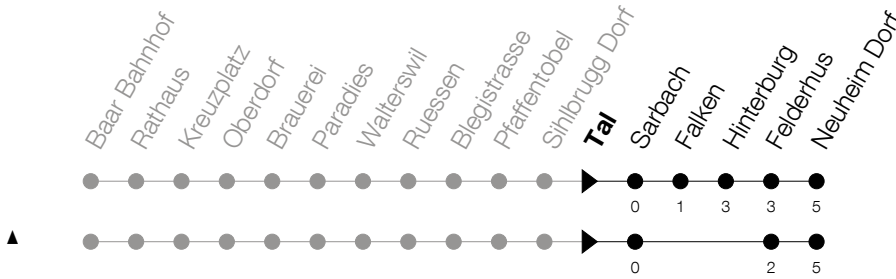 Baar Bahnhof
Rathaus
Kreuzplatz
Oberdorf
Brauerei
Paradies
Walterswil
Ruessen
Blegistrasse
Pfaffentobel
Sihlbrugg Dorf
Tal
Sarbach
Falken
Hinterburg
Felderhus
Neuheim Dorf
0 1 3 3 5
0 2 5